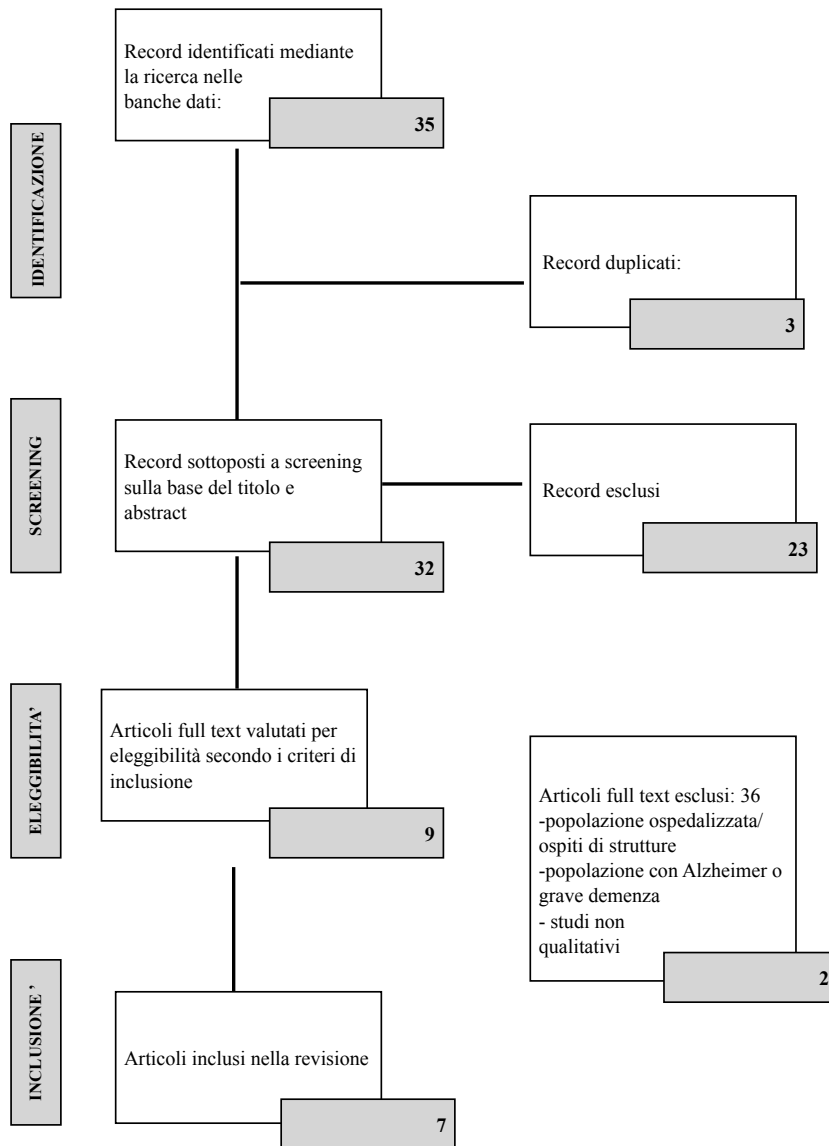 Record identificati mediante
la ricerca nelle
banche dati:
35
IDENTIFICAZIONE
Record duplicati:
3
SCREENING
Record sottoposti a screening
sulla base del titolo e
abstract
32
Record esclusi
23
ELEGGIBILITA’
Articoli full text valutati per
eleggibilità secondo i criteri di
inclusione
9
Articoli full text esclusi: 36
-popolazione ospedalizzata/
ospiti di strutture
-popolazione con Alzheimer o
grave demenza
- studi non
qualitativi
2
INCLUSIONE ’
Articoli inclusi nella revisione
7